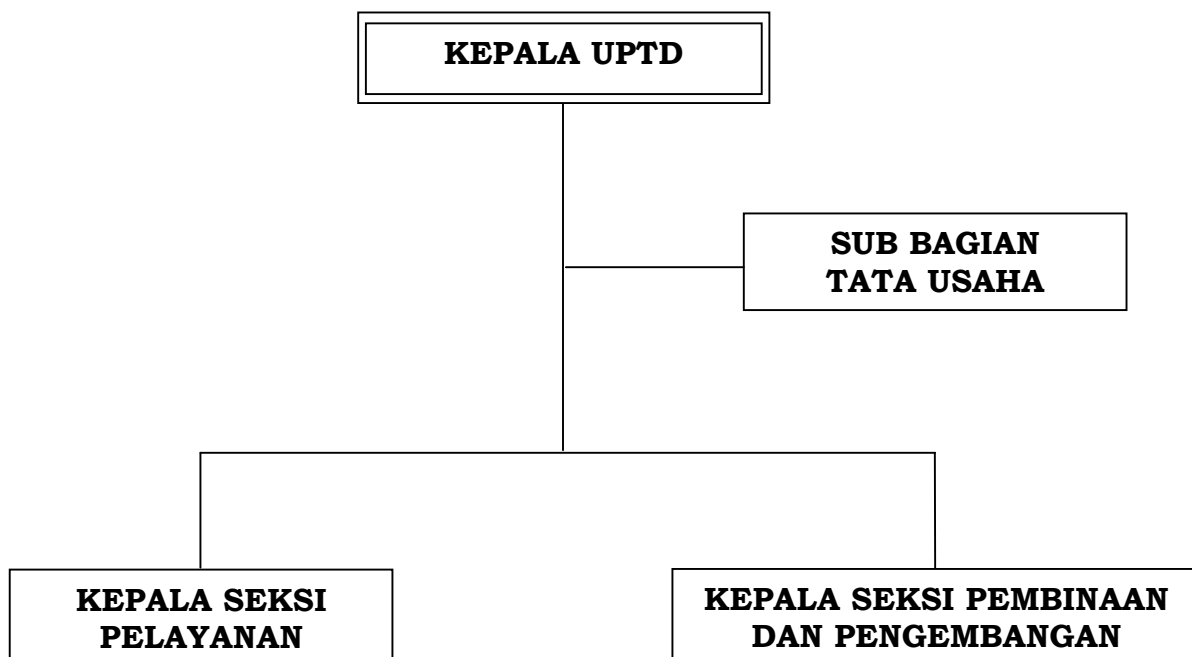 KEPALA UPTD
SUB BAGIAN
TATA USAHA
KEPALA SEKSI
PELAYANAN
KEPALA SEKSI PEMBINAAN
DAN PENGEMBANGAN